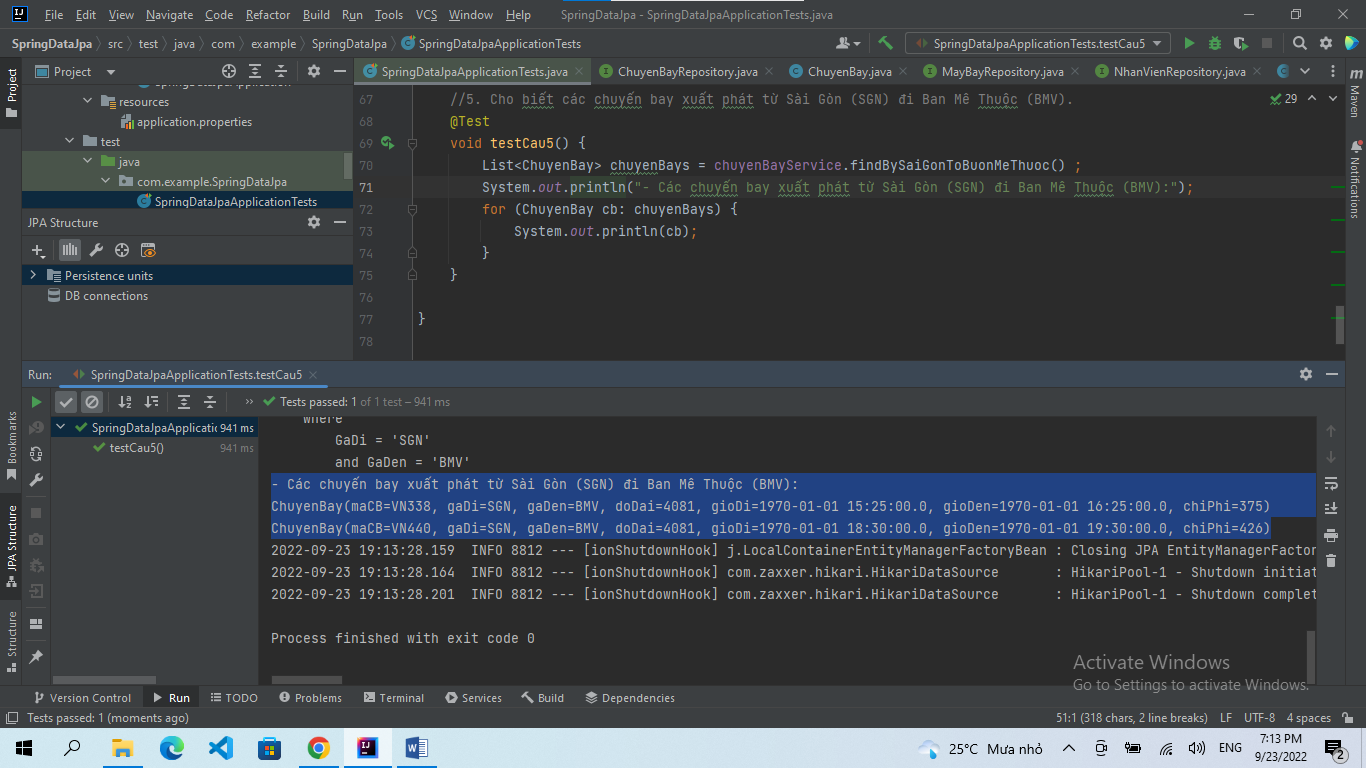 File Edit View Navigate Code Refactor Build Run Tools VCS Window Help SpringDataJpa - SpringDataJpaApplicationTests.java
SpringDataJpa src test java com example SpringDataJpa SpringDataJpaApplicationTests SpringDataJpaApplicationTests.testCau5
Project
SpringDataJpaApplicationTests.java ChuyenBayRepository.java ChuyenBay.java MayBayRepository.java NhanVienRepository.java
resources
application.properties
test
java
com.example.SpringDataJpa
SpringDataJpaApplicationTests
JPA Structure
Persistence units
DB connections
67 //5. Cho biết các chuyến bay xuất phát từ Sài Gòn (SGN) đi Ban Mê Thuộc (BMV).
29
68 @Test
69 void testCau5() {
70 List<ChuyenBay> chuyenBays = chuyenBayService.findBySaiGonToBuonMeThuoc() ;
71 System.out.println("- Các chuyến bay xuất phát từ Sài Gòn (SGN) đi Ban Mê Thuộc (BMV):");
72 for (ChuyenBay cb: chuyenBays) {
73 System.out.println(cb);
74 }
75 }
76
77 }
78
Project
Bookmarks
JPA Structure
Structure
m
Maven
Notifications
Run: SpringDataJpaApplicationTests.testCau5
» Tests passed: 1 of 1 test – 941 ms
SpringDataJpaApplicatio 941 ms
testCau5() 941 ms
where
GaDi = 'SGN'
and GaDen = 'BMV'
- Các chuyến bay xuất phát từ Sài Gòn (SGN) đi Ban Mê Thuộc (BMV):
ChuyenBay(maCB=VN338, gaDi=SGN, gaDen=BMV, doDai=4081, gioDi=1970-01-01 15:25:00.0, gioDen=1970-01-01 16:25:00.0, chiPhi=375)
ChuyenBay(maCB=VN440, gaDi=SGN, gaDen=BMV, doDai=4081, gioDi=1970-01-01 18:30:00.0, gioDen=1970-01-01 19:30:00.0, chiPhi=426)
2022-09-23 19:13:28.159 INFO 8812 --- [ionShutdownHook] j.LocalContainerEntityManagerFactoryBean : Closing JPA EntityManagerFactor
2022-09-23 19:13:28.164 INFO 8812 --- [ionShutdownHook] com.zaxxer.hikari.HikariDataSource : HikariPool-1 - Shutdown initiat
2022-09-23 19:13:28.201 INFO 8812 --- [ionShutdownHook] com.zaxxer.hikari.HikariDataSource : HikariPool-1 - Shutdown complet
Process finished with exit code 0
Activate Windows
Go to Settings to activate Windows.
Version Control Run TODO Problems Terminal Services Build Dependencies
Tests passed: 1 (moments ago) 51:1 (318 chars, 2 line breaks) LF UTF-8 4 spaces
25°C Mưa nhỏ ENG 7:13 PM
9/23/2022
2